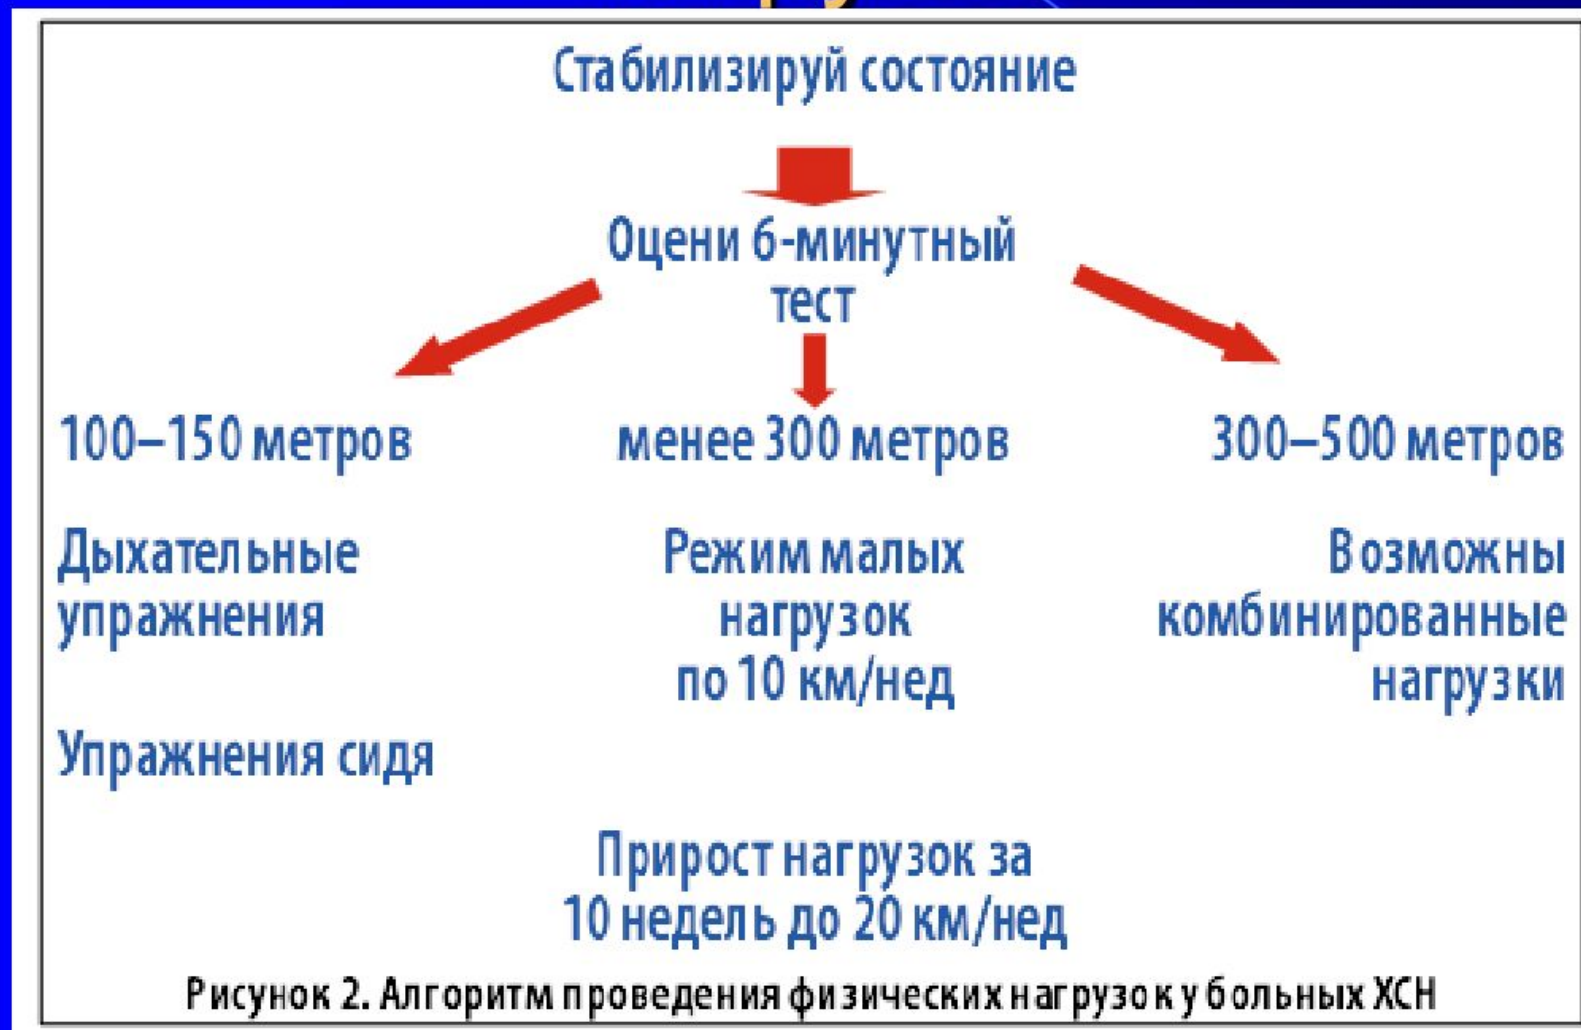 Стабилизируй состояние
Оцени 6-минутный
тест
100–150 метров
менее 300 метров
300–500 метров
Дыхательные
упражнения
Режим малых
нагрузок
по 10 км/нед
Возможны
комбинированные
нагрузки
Упражнения сидя
Прирост нагрузок за
10 недель до 20 км/нед
Рисунок 2. Алгоритм проведения физических нагрузок у больных ХСН